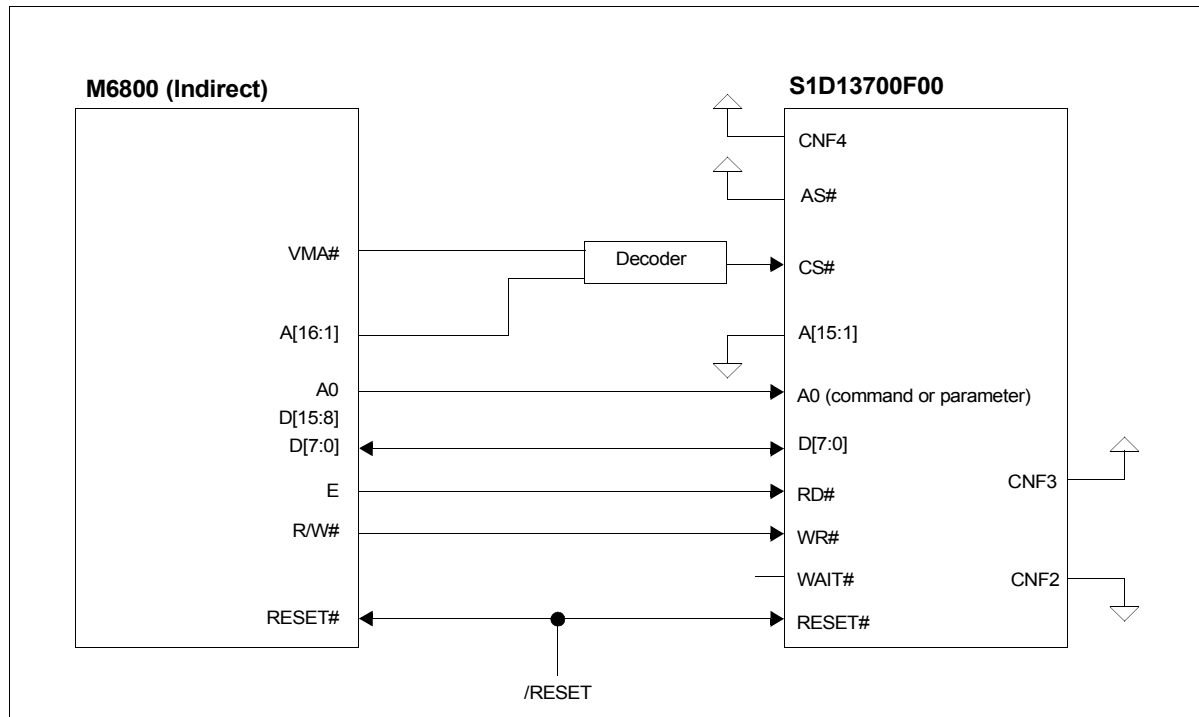 M6800 (Indirect)
S1D13700F00
CNF4
AS#
VMA#
Decoder
CS#
A[16:1]
A[15:1]
A0
A0 (command or parameter)
D[15:8]
D[7:0]
D[7:0]
CNF3
E
RD#
R/W#
WR#
WAIT#
CNF2
RESET#
RESET#
/RESET